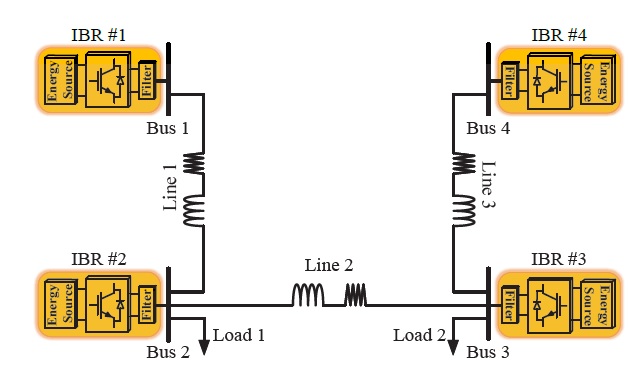 IBR #1
Energy
Source
Filter
Bus 1
IBR #4
Filter
Energy
Source
Bus 4
Line 1
Line 3
IBR #2
Energy
Source
Filter
Bus 2
Line 2
Load 1
Load 2
IBR #3
Filter
Energy
Source
Bus 3